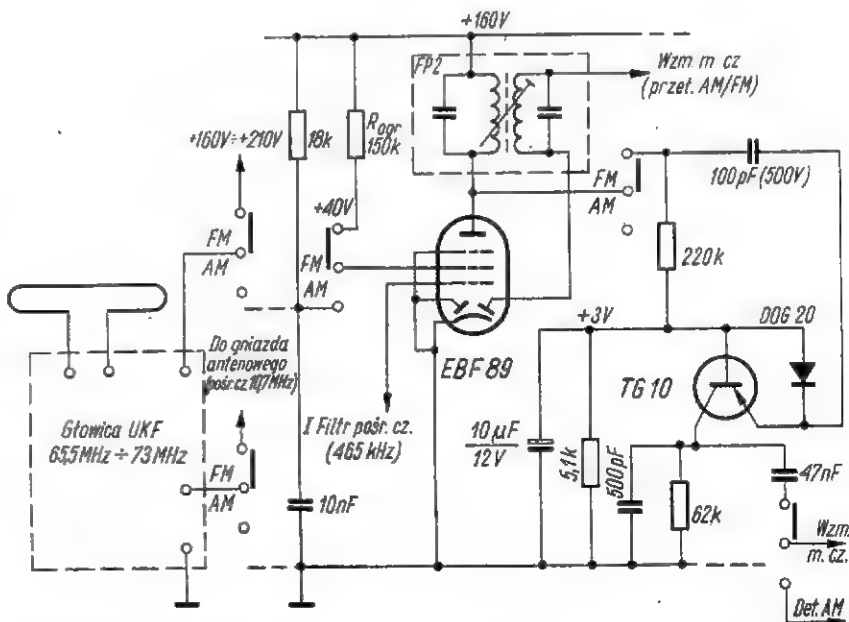 +160V
FP2
Wzm. m cz
(przet. AM/FM)
+160V÷+210V
18k
Rogr
150k
100pF(500V)
FM
AM
+40V
FM
AM
FM
AM
220k
+3V
DOG 20
Do gniazda
antenowego
(pośr.cz 10,7MHz)
EBF 89
TG 10
Głowica UKF
65,5MHz ÷ 73MHz
I Filtr pośr. cz.
(465 kHz)
10µF
12V
5,1k
500pF
62k
47nF
FM
AM
10nF
Wzm.
m. cz.
Det. AM